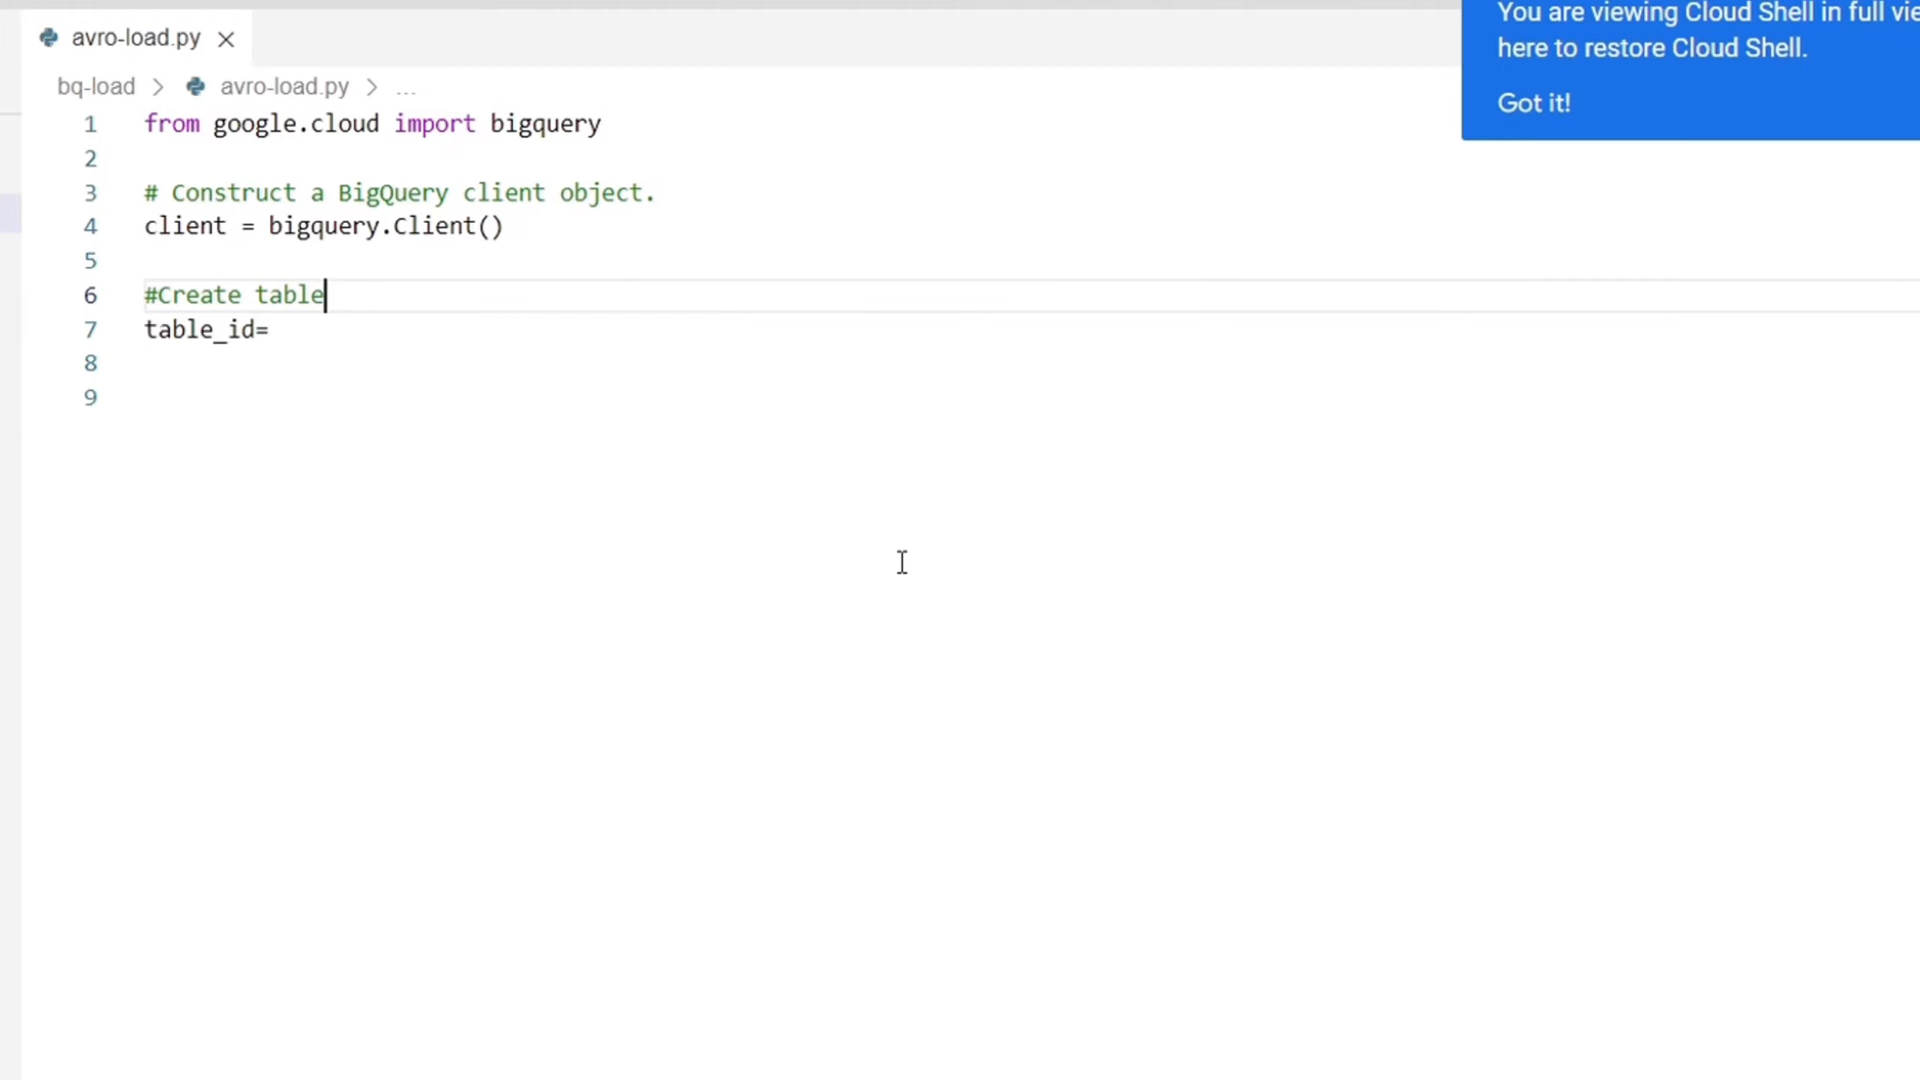 avro-load.py
You are viewing Cloud Shell in full
here to restore Cloud Shell.
Got it!
bq-load > avro-load.py > ...
1 from google.cloud import bigquery
2
3 # Construct a BigQuery client object.
4 client = bigquery.Client()
5
6 #Create table
7 table_id=
8
9